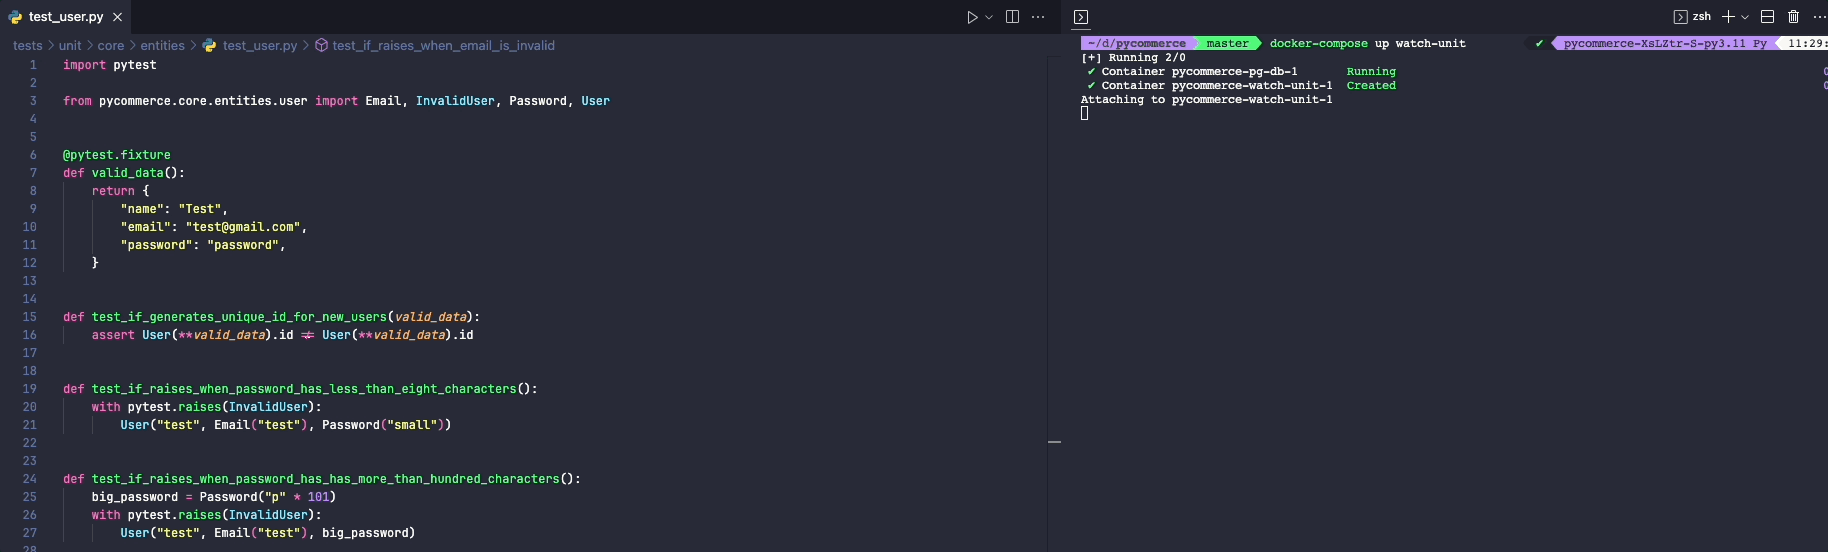 test_user.py
tests > unit > core > entities > test_user.py > test_if_raises_when_email_is_invalid
1 import pytest
2
3 from pycommerce.core.entities.user import Email, InvalidUser, Password, User
4
5
6 @pytest.fixture
7 def valid_data():
8     return {
9         "name": "Test",
10         "email": "test@gmail.com",
11         "password": "password",
12     }
13
14
15 def test_if_generates_unique_id_for_new_users(valid_data):
16     assert User(**valid_data).id != User(**valid_data).id
17
18
19 def test_if_raises_when_password_has_less_than_eight_characters():
20     with pytest.raises(InvalidUser):
21         User("test", Email("test"), Password("small"))
22
23
24 def test_if_raises_when_password_has_has_more_than_hundred_characters():
25     big_password = Password("p" * 101)
26     with pytest.raises(InvalidUser):
27         User("test", Email("test"), big_password)
28
zsh
~/d/pycommerce master docker-compose up watch-unit ✔ pycommerce-XsLZtr-S-py3.11 Py 11:29:
[+] Running 2/0
✔ Container pycommerce-pg-db-1 Running 0
✔ Container pycommerce-watch-unit-1 Created 0
Attaching to pycommerce-watch-unit-1